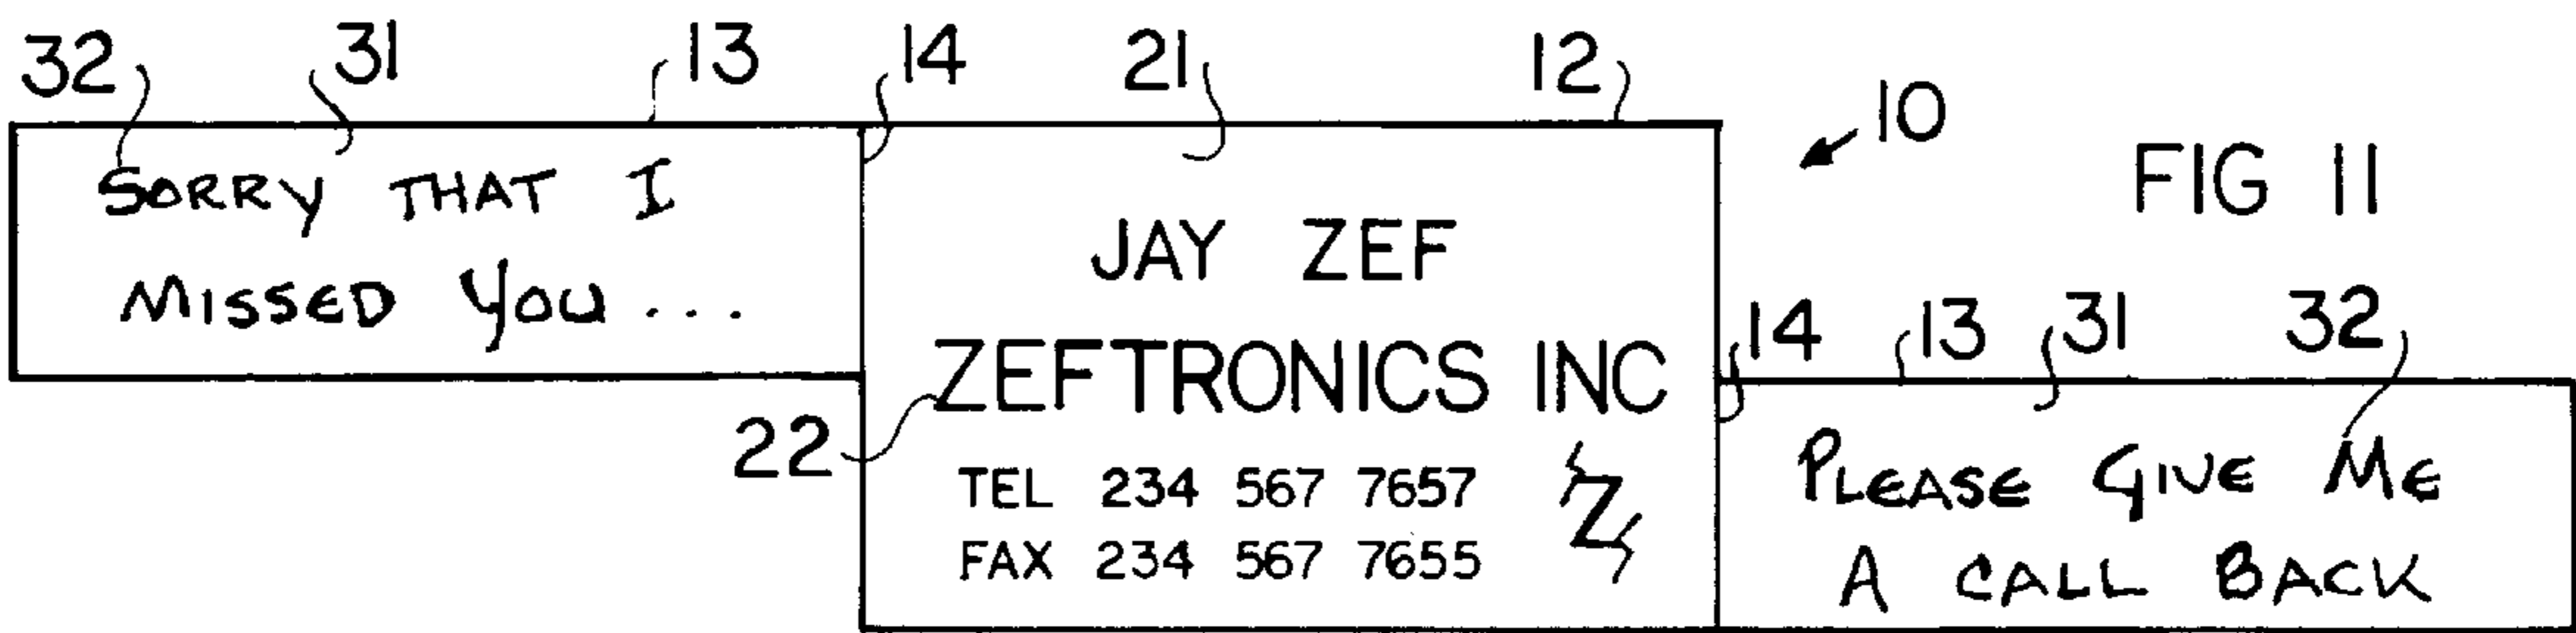 32 31 13 14 21 12 10
FIG 11
SORRY THAT I
MISSED YOU ...
JAY ZEF
ZEFTRONICS INC
22
TEL 234 567 7657
FAX 234 567 7655
Z
14 13 31 32
PLEASE GIVE ME
A CALL BACK